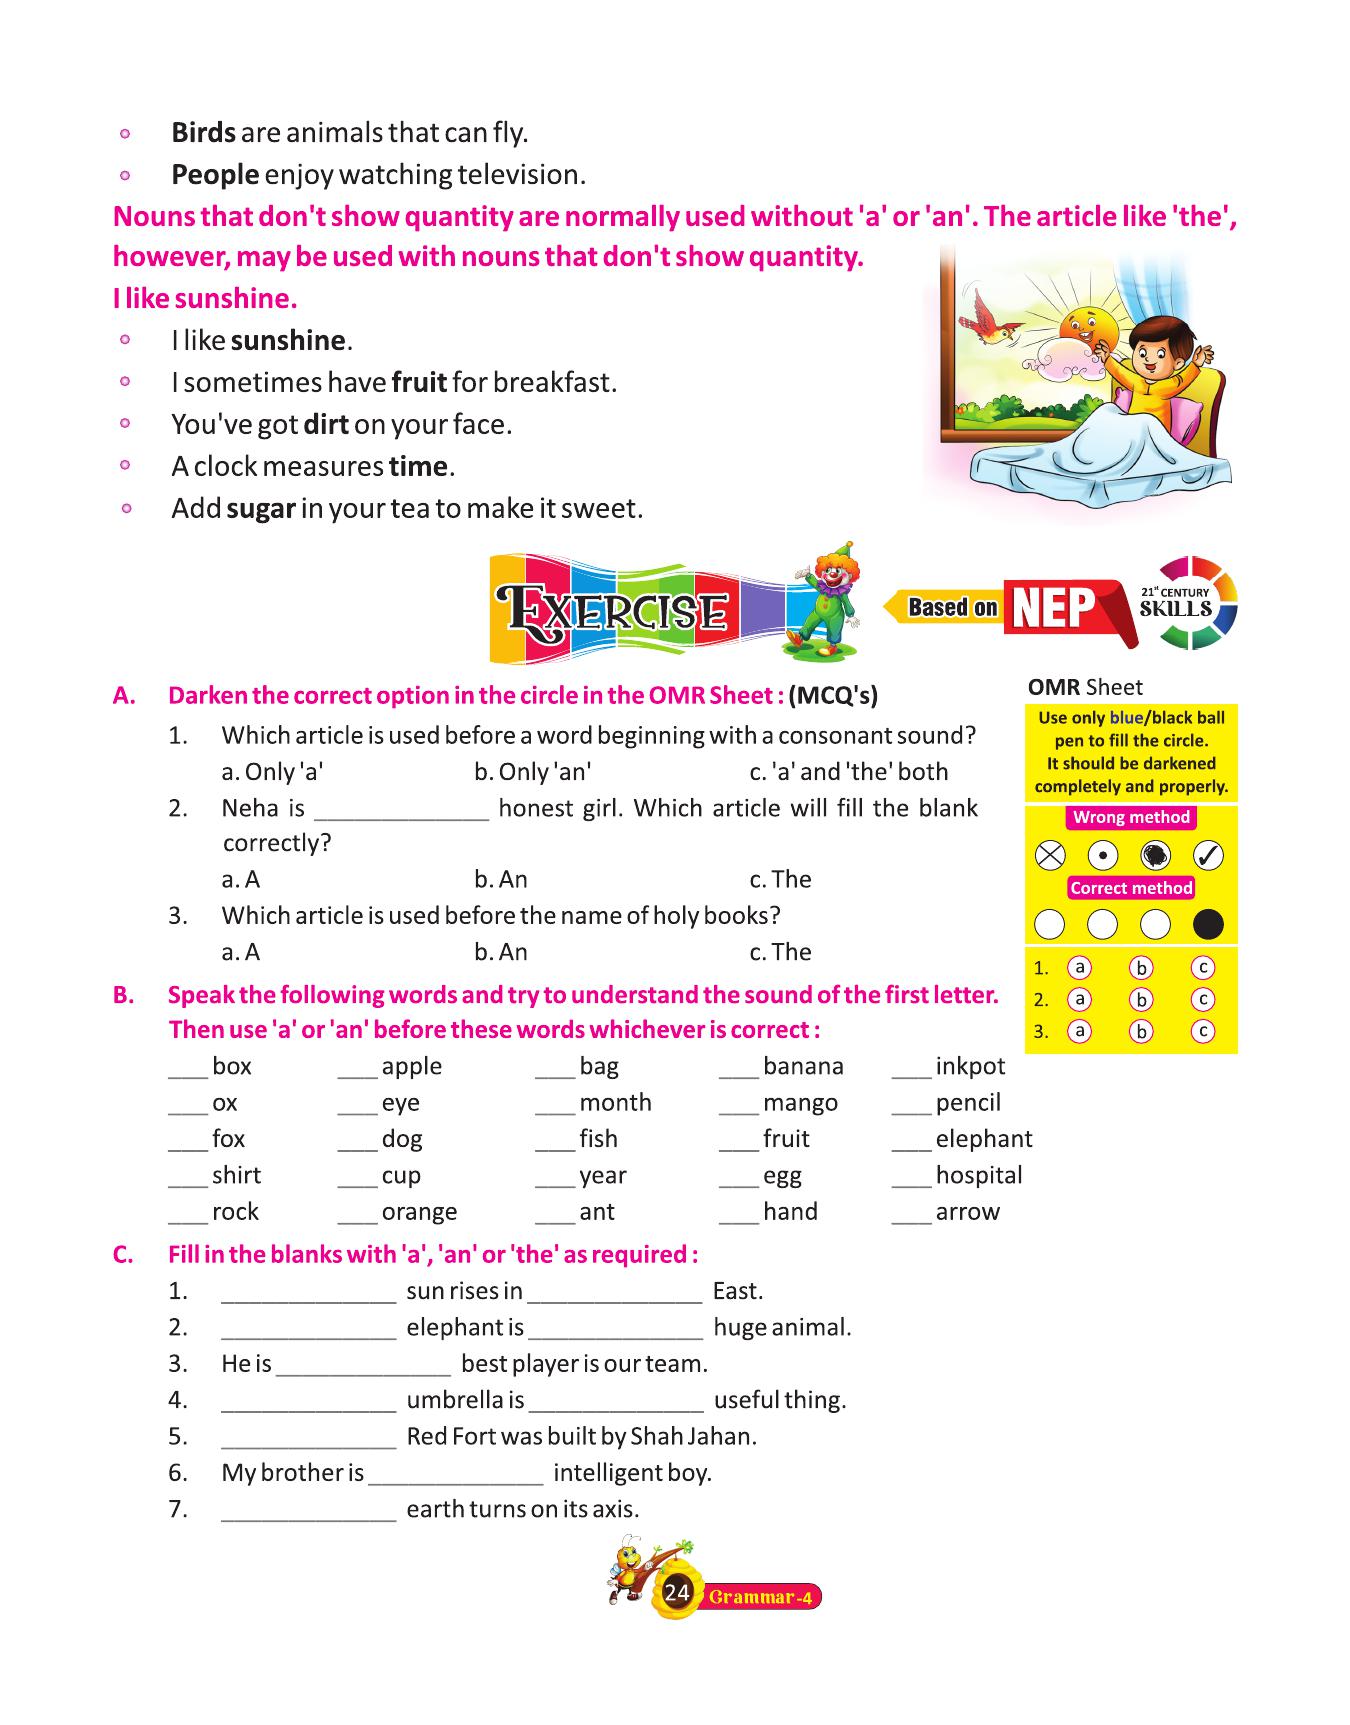 Birds are animals that can fly.
People enjoy watching television.
Nouns that don't show quantity are normally used without 'a' or 'an'. The article like 'the',
however, may be used with nouns that don't show quantity.
I like sunshine.
I like sunshine.
I sometimes have fruit for breakfast.
You've got dirt on your face.
A clock measures time.
Add sugar in your tea to make it sweet.
EXERCISE
Based on NEP
21st CENTURY
SKILLS
A. Darken the correct option in the circle in the OMR Sheet : (MCQ's)
1. Which article is used before a word beginning with a consonant sound?
a. Only 'a' b. Only 'an' c. 'a' and 'the' both
2. Neha is _____________ honest girl. Which article will fill the blank
correctly?
a. A b. An c. The
3. Which article is used before the name of holy books?
a. A b. An c. The
OMR Sheet
Use only blue/black ball
pen to fill the circle.
It should be darkened
completely and properly.
Wrong method
Correct method
1. a b c
2. a b c
3. a b c
B. Speak the following words and try to understand the sound of the first letter.
Then use 'a' or 'an' before these words whichever is correct :
___ box ___ apple ___ bag ___ banana ___ inkpot
___ ox ___ eye ___ month ___ mango ___ pencil
___ fox ___ dog ___ fish ___ fruit ___ elephant
___ shirt ___ cup ___ year ___ egg ___ hospital
___ rock ___ orange ___ ant ___ hand ___ arrow
C. Fill in the blanks with 'a', 'an' or 'the' as required :
1. _____________ sun rises in _____________ East.
2. _____________ elephant is _____________ huge animal.
3. He is _____________ best player is our team.
4. _____________ umbrella is _____________ useful thing.
5. _____________ Red Fort was built by Shah Jahan.
6. My brother is _____________ intelligent boy.
7. _____________ earth turns on its axis.
24 Grammar-4